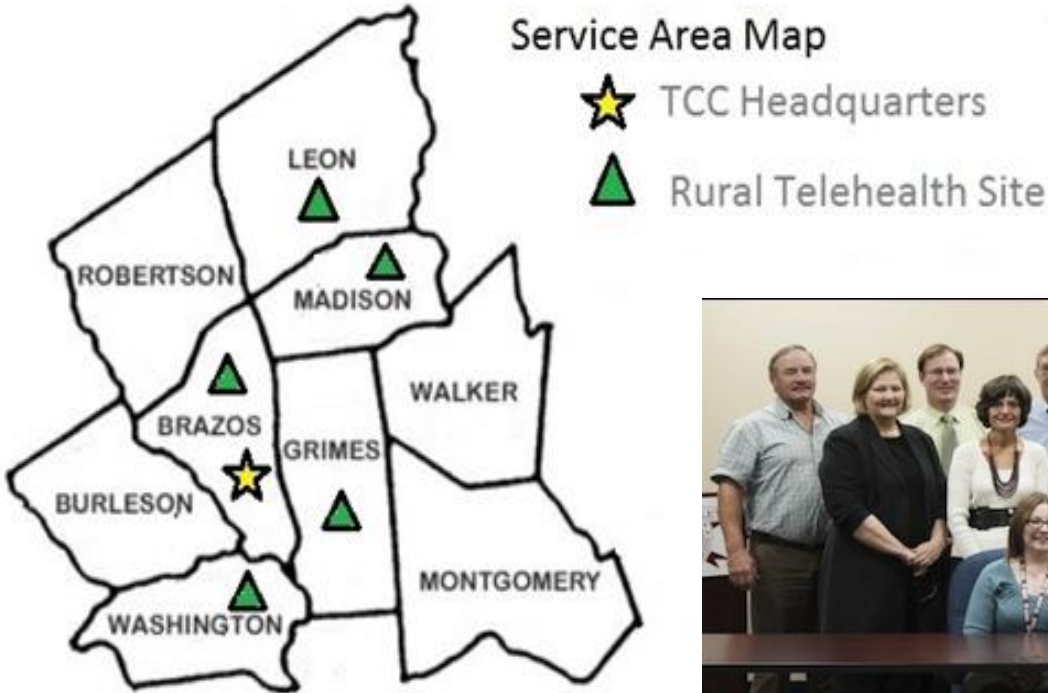 Service Area Map
TCC Headquarters
Rural Telehealth Site
LEON
ROBERTSON
MADISON
WALKER
BRAZOS
GRIMES
BURLESON
MONTGOMERY
WASHINGTON